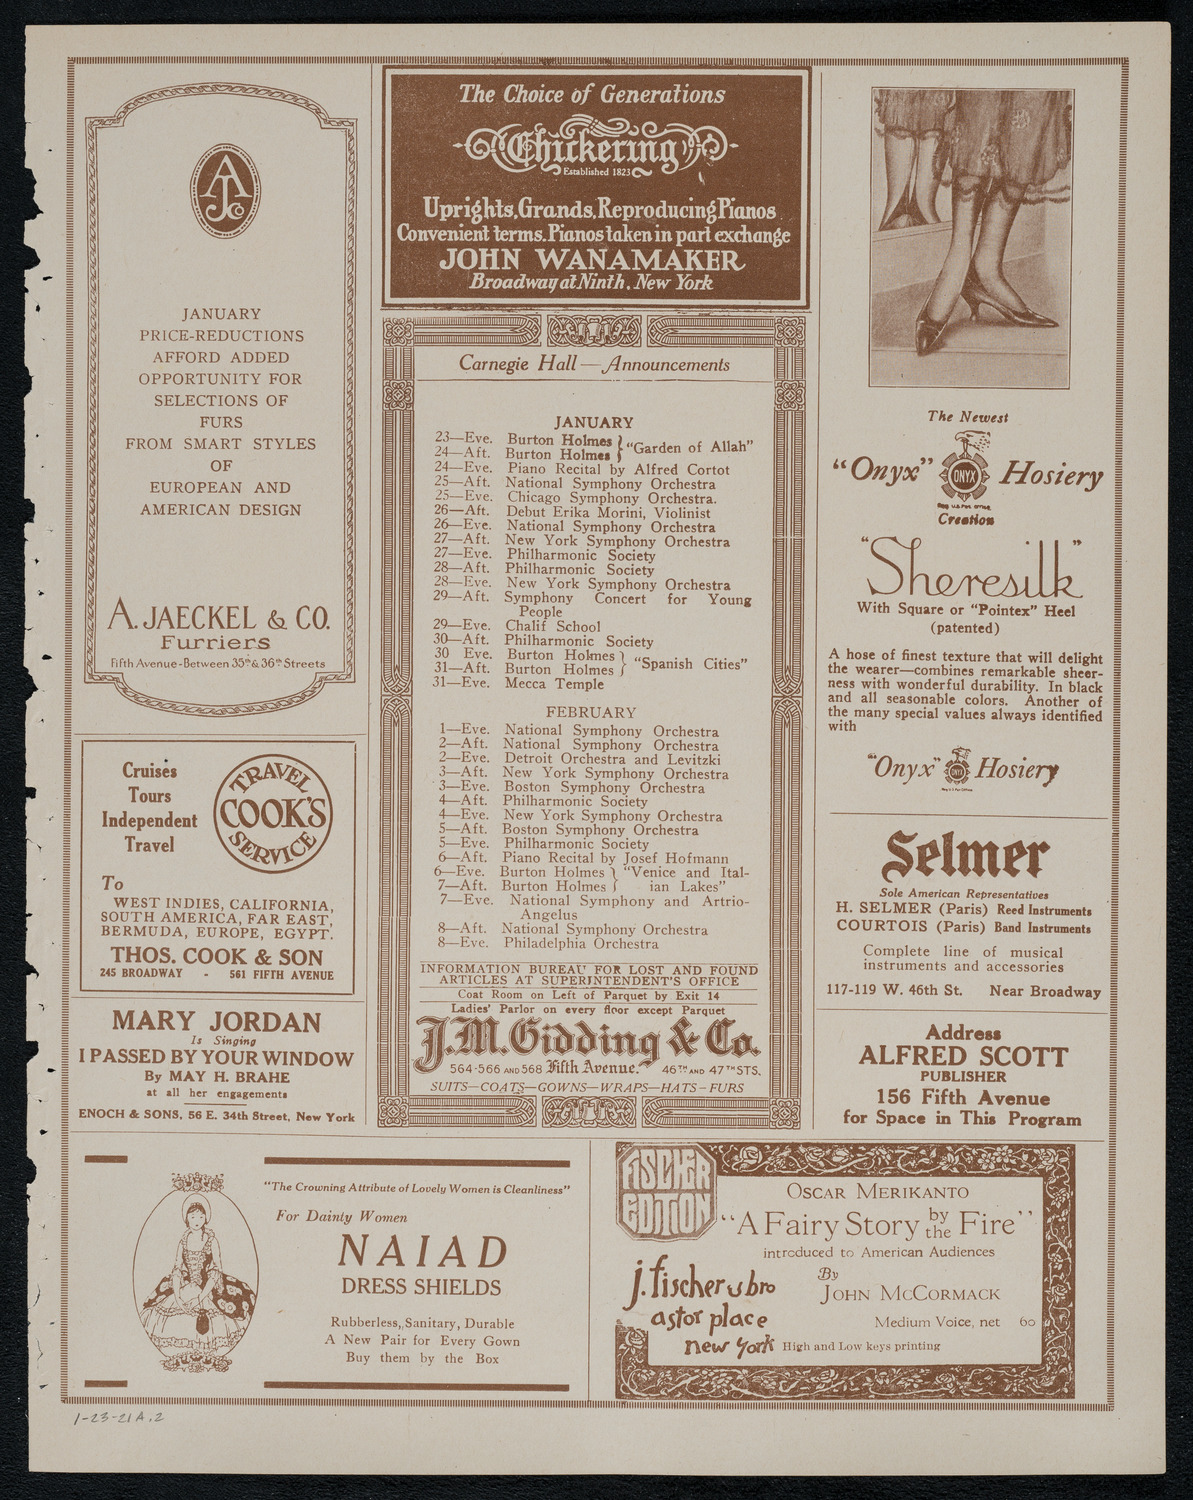 AJCo
JANUARY
PRICE-REDUCTIONS
AFFORD ADDED
OPPORTUNITY FOR
SELECTIONS OF
FURS
FROM SMART STYLES
OF
EUROPEAN AND
AMERICAN DESIGN
A. JAECKEL & CO.
Furriers
Fifth Avenue-Between 35th & 36th Streets
Cruises
Tours
Independent
Travel
TRAVEL
COOK'S
SERVICE
To
WEST INDIES, CALIFORNIA,
SOUTH AMERICA, FAR EAST,
BERMUDA, EUROPE, EGYPT.
THOS. COOK & SON
245 BROADWAY - 561 FIFTH AVENUE
MARY JORDAN
Is Singing
I PASSED BY YOUR WINDOW
By MAY H. BRAHE
at all her engagements
ENOCH & SONS, 56 E. 34th Street, New York
The Choice of Generations
Chickering
Established 1823
Uprights, Grands, Reproducing Pianos
Convenient terms. Pianos taken in part exchange
JOHN WANAMAKER
Broadway at Ninth, New York
Carnegie Hall — Announcements
JANUARY
23—Eve. Burton Holmes } "Garden of Allah"
24—Aft. Burton Holmes }
24—Eve. Piano Recital by Alfred Cortot
25—Aft. National Symphony Orchestra
25—Eve. Chicago Symphony Orchestra.
26—Aft. Debut Erika Morini, Violinist
26—Eve. National Symphony Orchestra
27—Aft. New York Symphony Orchestra
27—Eve. Philharmonic Society
28—Aft. Philharmonic Society
28—Eve. New York Symphony Orchestra
29—Aft. Symphony Concert for Young
People
29—Eve. Chalif School
30—Aft. Philharmonic Society
30 Eve. Burton Holmes } "Spanish Cities"
31—Aft. Burton Holmes }
31—Eve. Mecca Temple
FEBRUARY
1—Eve. National Symphony Orchestra
2—Aft. National Symphony Orchestra
2—Eve. Detroit Orchestra and Levitzki
3—Aft. New York Symphony Orchestra
3—Eve. Boston Symphony Orchestra
4—Aft. Philharmonic Society
4—Eve. New York Symphony Orchestra
5—Aft. Boston Symphony Orchestra
5—Eve. Philharmonic Society
6—Aft. Piano Recital by Josef Hofmann
6—Eve. Burton Holmes } "Venice and Ital-
7—Aft. Burton Holmes } ian Lakes"
7—Eve. National Symphony and Artrio-
Angelus
8—Aft. National Symphony Orchestra
8—Eve. Philadelphia Orchestra
INFORMATION BUREAU FOR LOST AND FOUND
ARTICLES AT SUPERINTENDENT'S OFFICE
Coat Room on Left of Parquet by Exit 14
Ladies' Parlor on every floor except Parquet
J.M. Gidding & Co.
564-566 AND 568 Fifth Avenue. 46TH AND 47TH STS.
SUITS—COATS—GOWNS—WRAPS—HATS—FURS
The Newest
"Onyx" ONYX Hosiery
Reg. U.S. Pat. Office
Creation
"Sheresilk"
With Square or "Pointex" Heel
(patented)
A hose of finest texture that will delight
the wearer—combines remarkable sheer-
ness with wonderful durability. In black
and all seasonable colors. Another of
the many special values always identified
with
"Onyx" ONYX Hosiery
Reg U S Pat Office
Selmer
Sole American Representatives
H. SELMER (Paris) Reed Instruments
COURTOIS (Paris) Band Instruments
Complete line of musical
instruments and accessories
117-119 W. 46th St. Near Broadway
Address
ALFRED SCOTT
PUBLISHER
156 Fifth Avenue
for Space in This Program
"The Crowning Attribute of Lovely Women is Cleanliness"
For Dainty Women
NAIAD
DRESS SHIELDS
Rubberless, Sanitary, Durable
A New Pair for Every Gown
Buy them by the Box
FISCHER
EDITION
OSCAR MERIKANTO
"A Fairy Story by the Fire"
introduced to American Audiences
By
JOHN MCCORMACK
j. fischer & bro
astor place
new york
Medium Voice, net 60
High and Low keys printing
1-23-21A.2